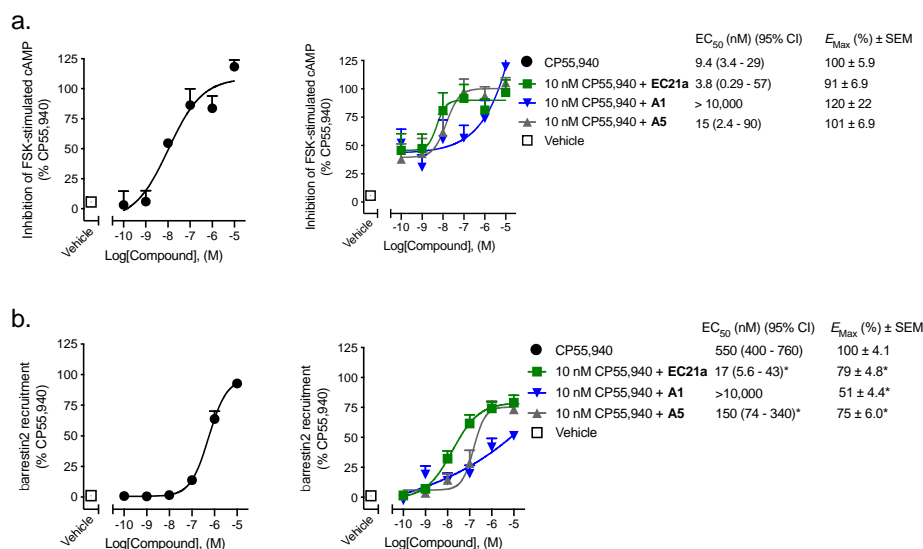 a.
Inhibition of FSK-stimulated cAMP
(% CP55,940)
125
100
75
50
25
0
Vehicle
-10 -9 -8 -7 -6 -5
Log[Compound], (M)
Inhibition of FSK-stimulated cAMP
(% CP55,940)
125
100
75
50
25
0
Vehicle
-10 -9 -8 -7 -6 -5
Log[Compound], (M)
EC50 (nM) (95% CI) EMax (%) ± SEM
CP55,940 9.4 (3.4 - 29) 100 ± 5.9
10 nM CP55,940 + EC21a 3.8 (0.29 - 57) 91 ± 6.9
10 nM CP55,940 + A1 > 10,000 120 ± 22
10 nM CP55,940 + A5 15 (2.4 - 90) 101 ± 6.9
Vehicle
b.
barrestin2 recruitment
(% CP55,940)
125
100
75
50
25
0
Vehicle
-10 -9 -8 -7 -6 -5
Log[Compound], (M)
barrestin2 recruitment
(% CP55,940)
125
100
75
50
25
0
Vehicle
-10 -9 -8 -7 -6 -5
Log[Compound], (M)
EC50 (nM) (95% CI) EMax (%) ± SEM
CP55,940 550 (400 - 760) 100 ± 4.1
10 nM CP55,940 + EC21a 17 (5.6 - 43)* 79 ± 4.8*
10 nM CP55,940 + A1 >10,000 51 ± 4.4*
10 nM CP55,940 + A5 150 (74 - 340)* 75 ± 6.0*
Vehicle